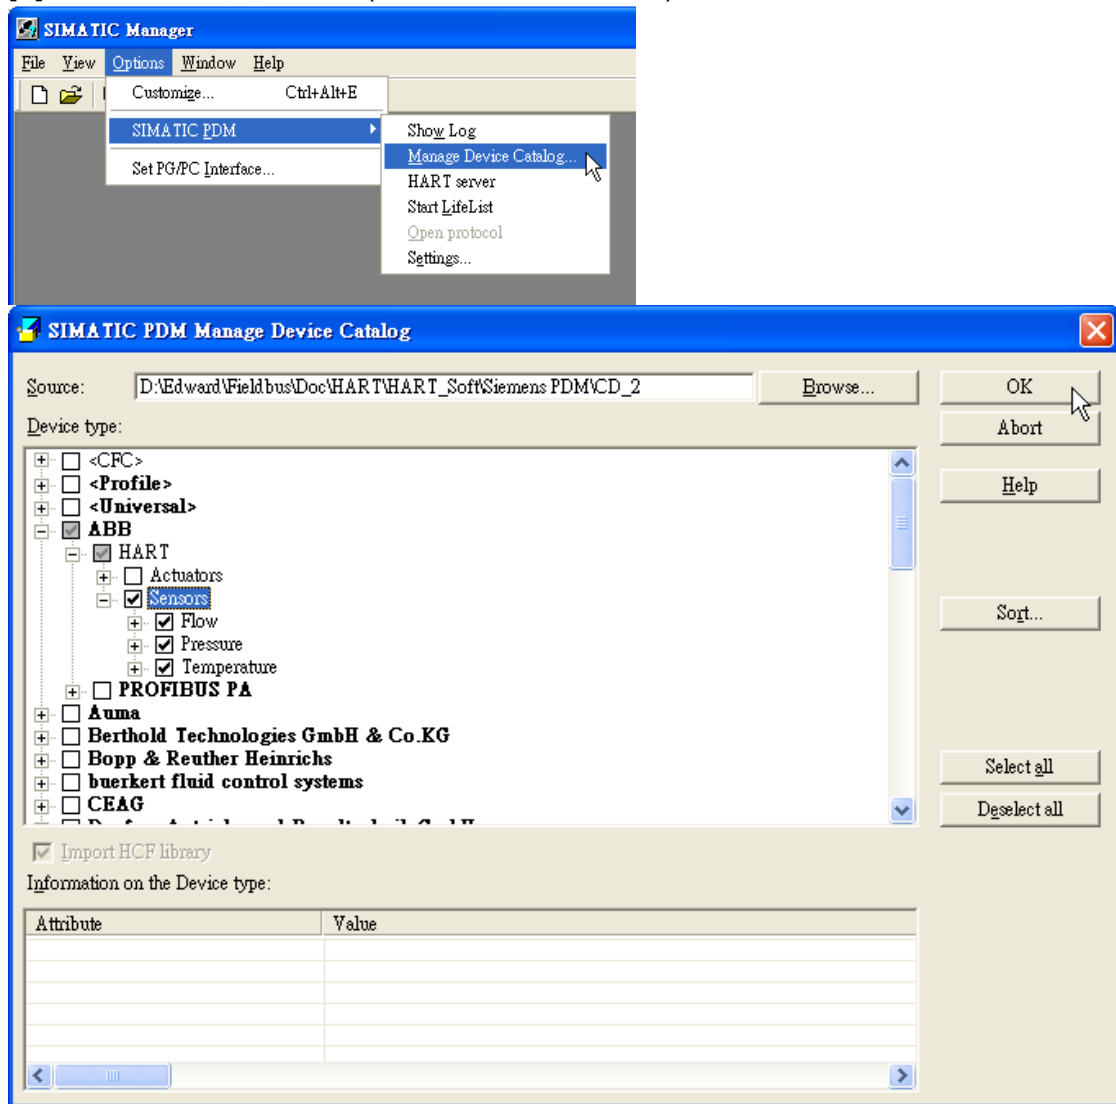 SIMATIC Manager
File View Options Window Help
Customize... Ctrl+Alt+E
SIMATIC PDM
Set PG/PC Interface...
Show Log
Manage Device Catalog...
HART server
Start LifeList
Open protocol
Settings...
SIMATIC PDM Manage Device Catalog
Source: D:\Edward\Fieldbus\Doc\HART\HART_Soft\Siemens PDM\CD_2 Browse... OK
Device type: Abort
<CFC>
<Profile> Help
<Universal>
ABB
HART
Actuators
Sensors
Flow Sort...
Pressure
Temperature
PROFIBUS PA
Auma
Berthold Technologies GmbH & Co.KG
Bopp & Reuther Heinrichs
buerkert fluid control systems Select all
CEAG Deselect all
Import HCF library
Information on the Device type:
Attribute Value